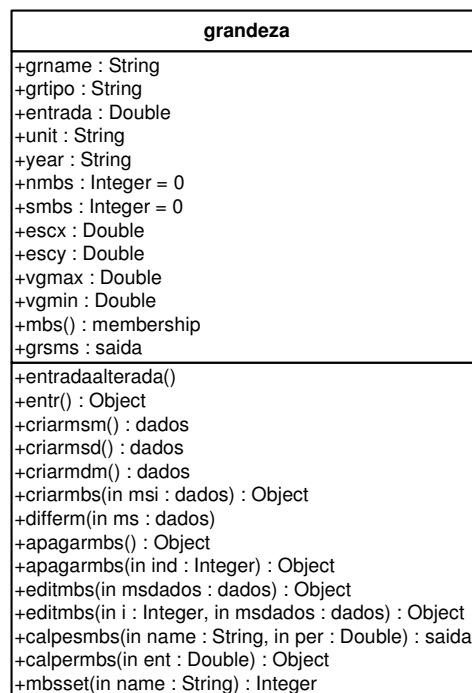 grandeza
+grname : String
+grtipo : String
+entrada : Double
+unit : String
+year : String
+nmbs : Integer = 0
+smbs : Integer = 0
+escx : Double
+escy : Double
+vgmax : Double
+vgmin : Double
+mbs() : membership
+grsms : saida
+entradaalterada()
+entr() : Object
+criarmsm() : dados
+criarmsd() : dados
+criarmdm() : dados
+criarmbs(in msi : dados) : Object
+differm(in ms : dados)
+apagarmbs() : Object
+apagarmbs(in ind : Integer) : Object
+editmbs(in msdados : dados) : Object
+editmbs(in i : Integer, in msdados : dados) : Object
+calpesmbs(in name : String, in per : Double) : saida
+calpermbs(in ent : Double) : Object
+mbsset(in name : String) : Integer